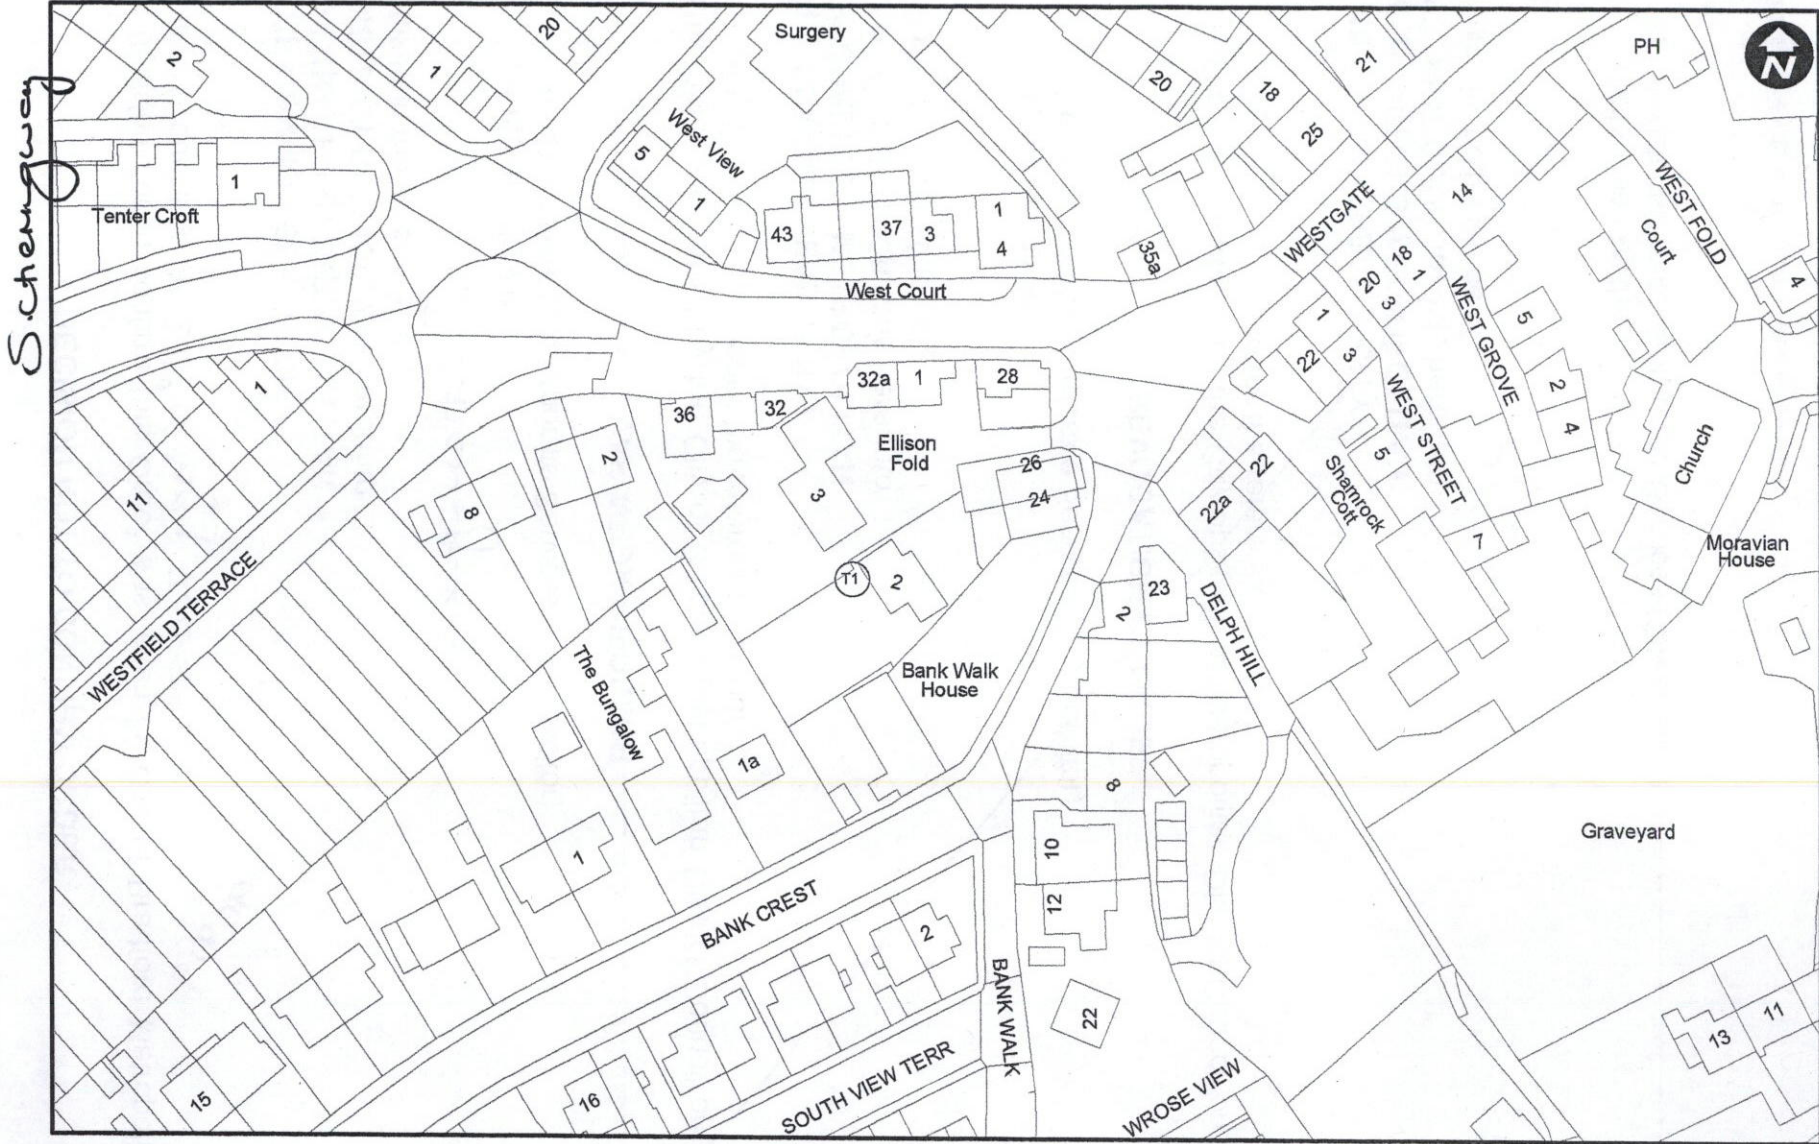 S.Chemgway
2
1
20
Surgery
20
21
PH
N
18
25
West View
5
1
1
Tenter Croft
43
37
3
1
4
35a
WESTGATE
14
WEST FOLD
Court
4
West Court
20
18
3
1
WEST GROVE
5
1
22
3
2
4
WEST STREET
1
11
36
32
32a
1
28
Ellison
Fold
26
24
2
8
3
22
22a
5
Shamrock
Cott
7
Church
Moravian
House
T1
2
23
2
DELPH HILL
WESTFIELD TERRACE
The Bungalow
Bank Walk
House
1a
8
10
12
Graveyard
1
BANK CREST
2
BANK WALK
22
15
16
SOUTH VIEW TERR
WROSE VIEW
13
11